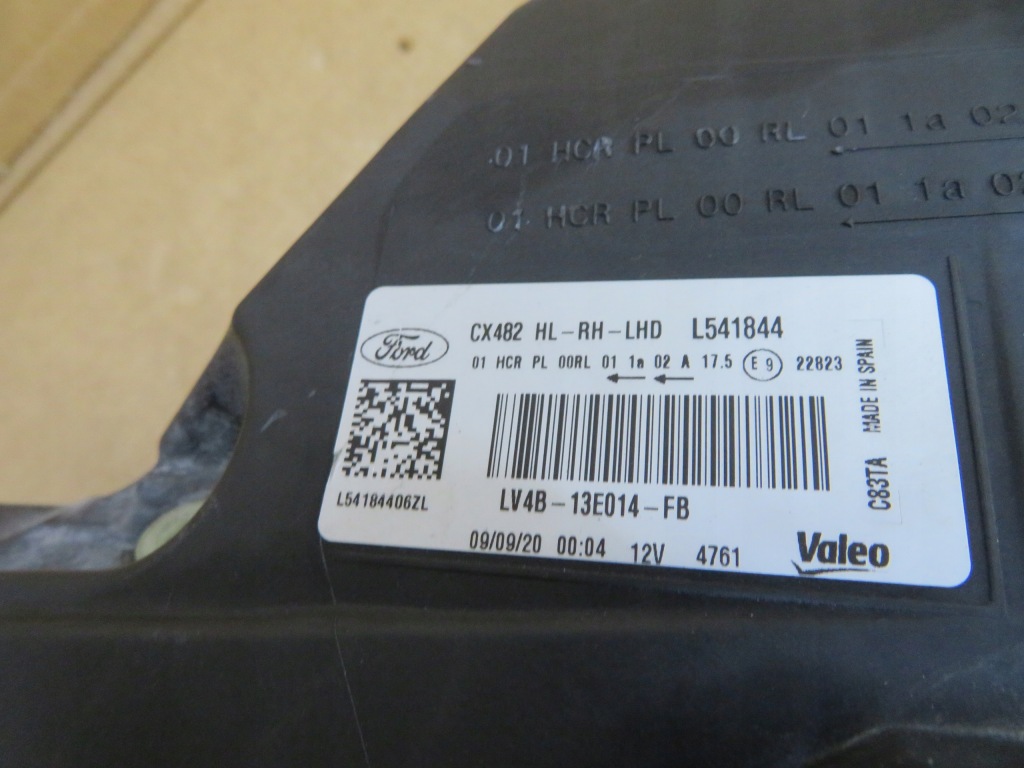 01 HCR PL 00 RL 01 1a 02
01 HCR PL 00 RL 01 1a 02
Ford
CX482 HL-RH-LHD L541844
01 HCR PL 00RL 01 1a 02 A 17.5 E9 22823
L54184406ZL
LV4B-13E014-FB
09/09/20 00:04 12V 4761
Valeo
C83TA MADE IN SPAIN